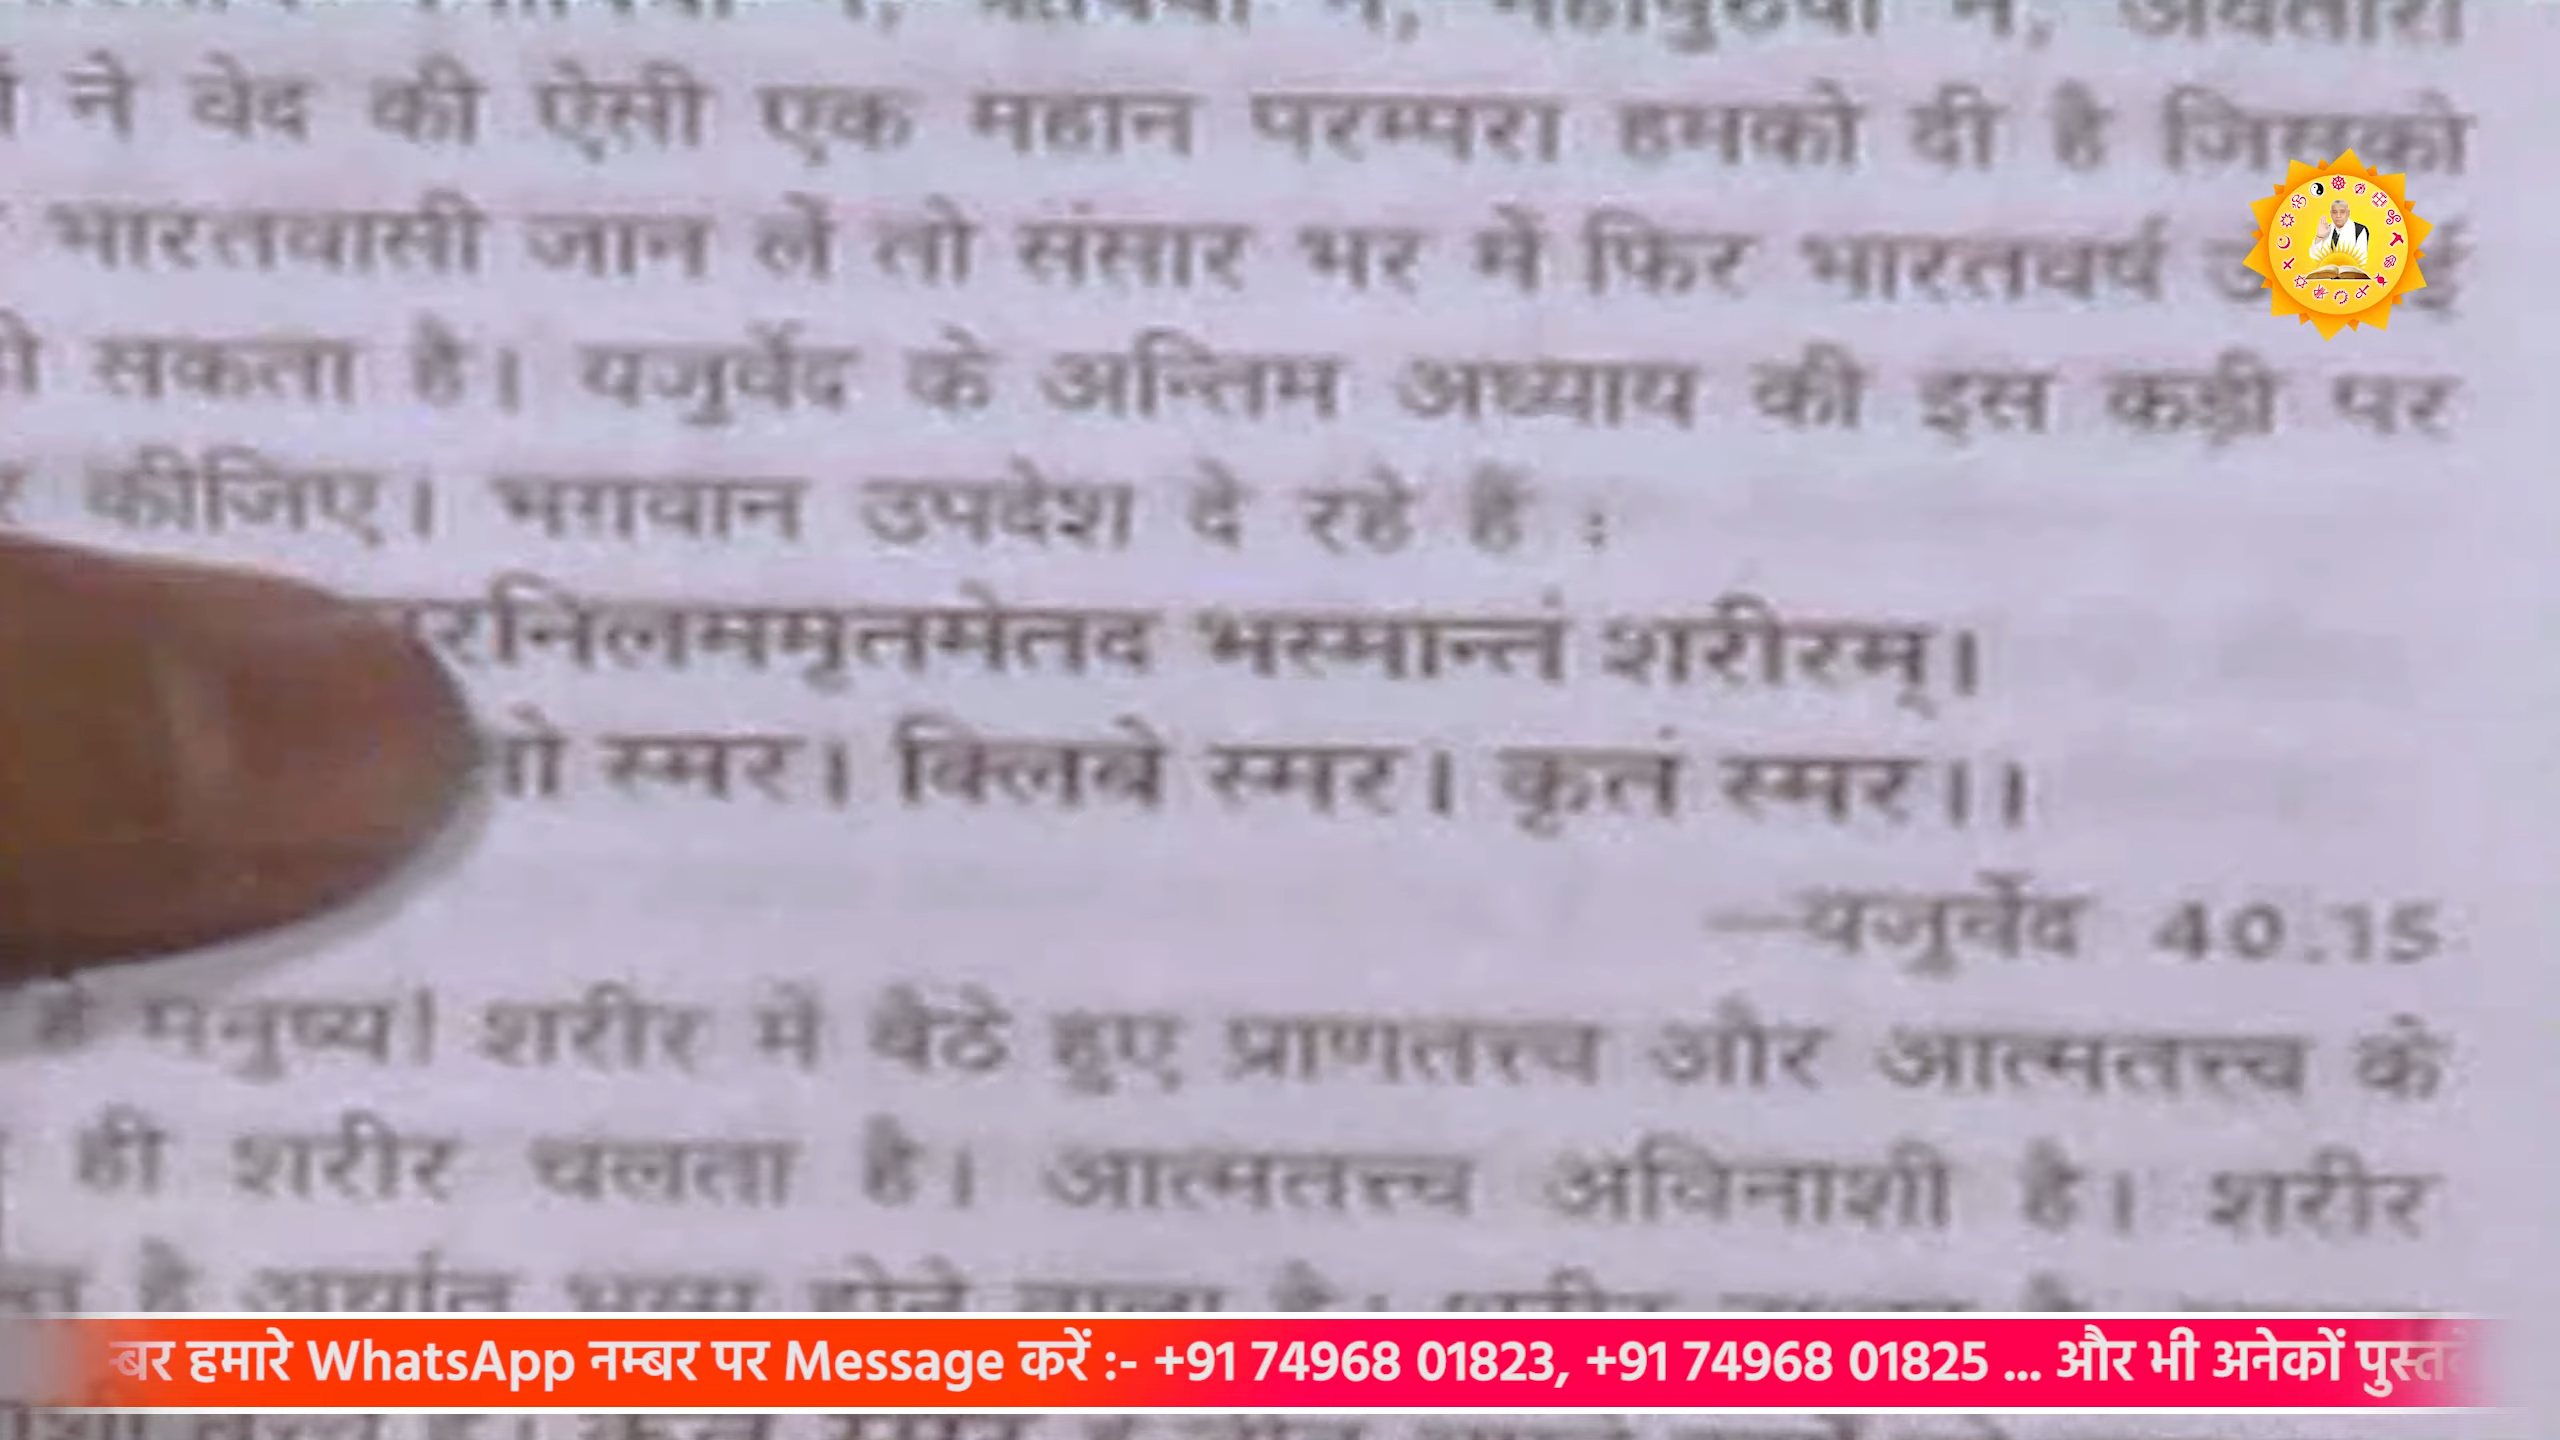 ने वेद की ऐसी एक महान परम्परा हमको दी है जिसको
भारतवासी जान लें तो संसार भर में फिर भारतवर्ष
सकता है। यजुर्वेद के अन्तिम अध्याय की इस कड़ी पर
कीजिए। भगवान उपदेश दे रहे हैं :
रनिलममृतमेतद भस्मान्तं शरीरम्।
स्मर। क्लिबे स्मर। कृतं स्मर।।
—यजुर्वेद 40.15
हे मनुष्य! शरीर में बैठे हुए प्राणतत्त्व और आत्मतत्त्व के
ही शरीर चलता है। आत्मतत्त्व अविनाशी है। शरीर
है अर्थात भस्म होने वाला है।
म्बर हमारे WhatsApp नम्बर पर Message करें :- +91 74968 01823, +91 74968 01825 ... और भी अनेकों